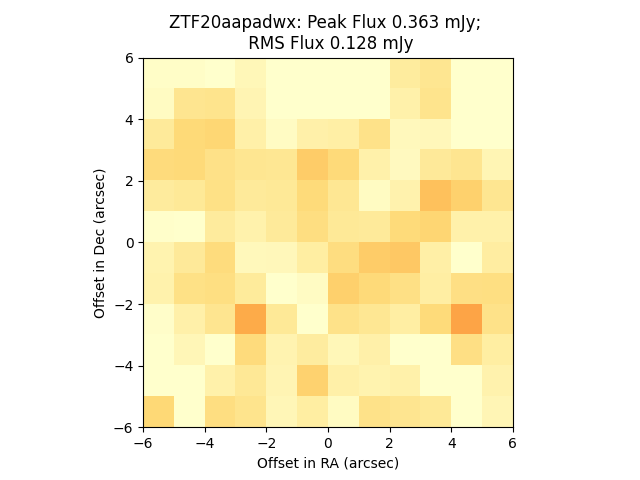 ZTF20aapadwx: Peak Flux 0.363 mJy;
RMS Flux 0.128 mJy
6
4
2
0
−2
−4
−6
Offset in Dec (arcsec)
−6 −4 −2 0 2 4 6
Offset in RA (arcsec)